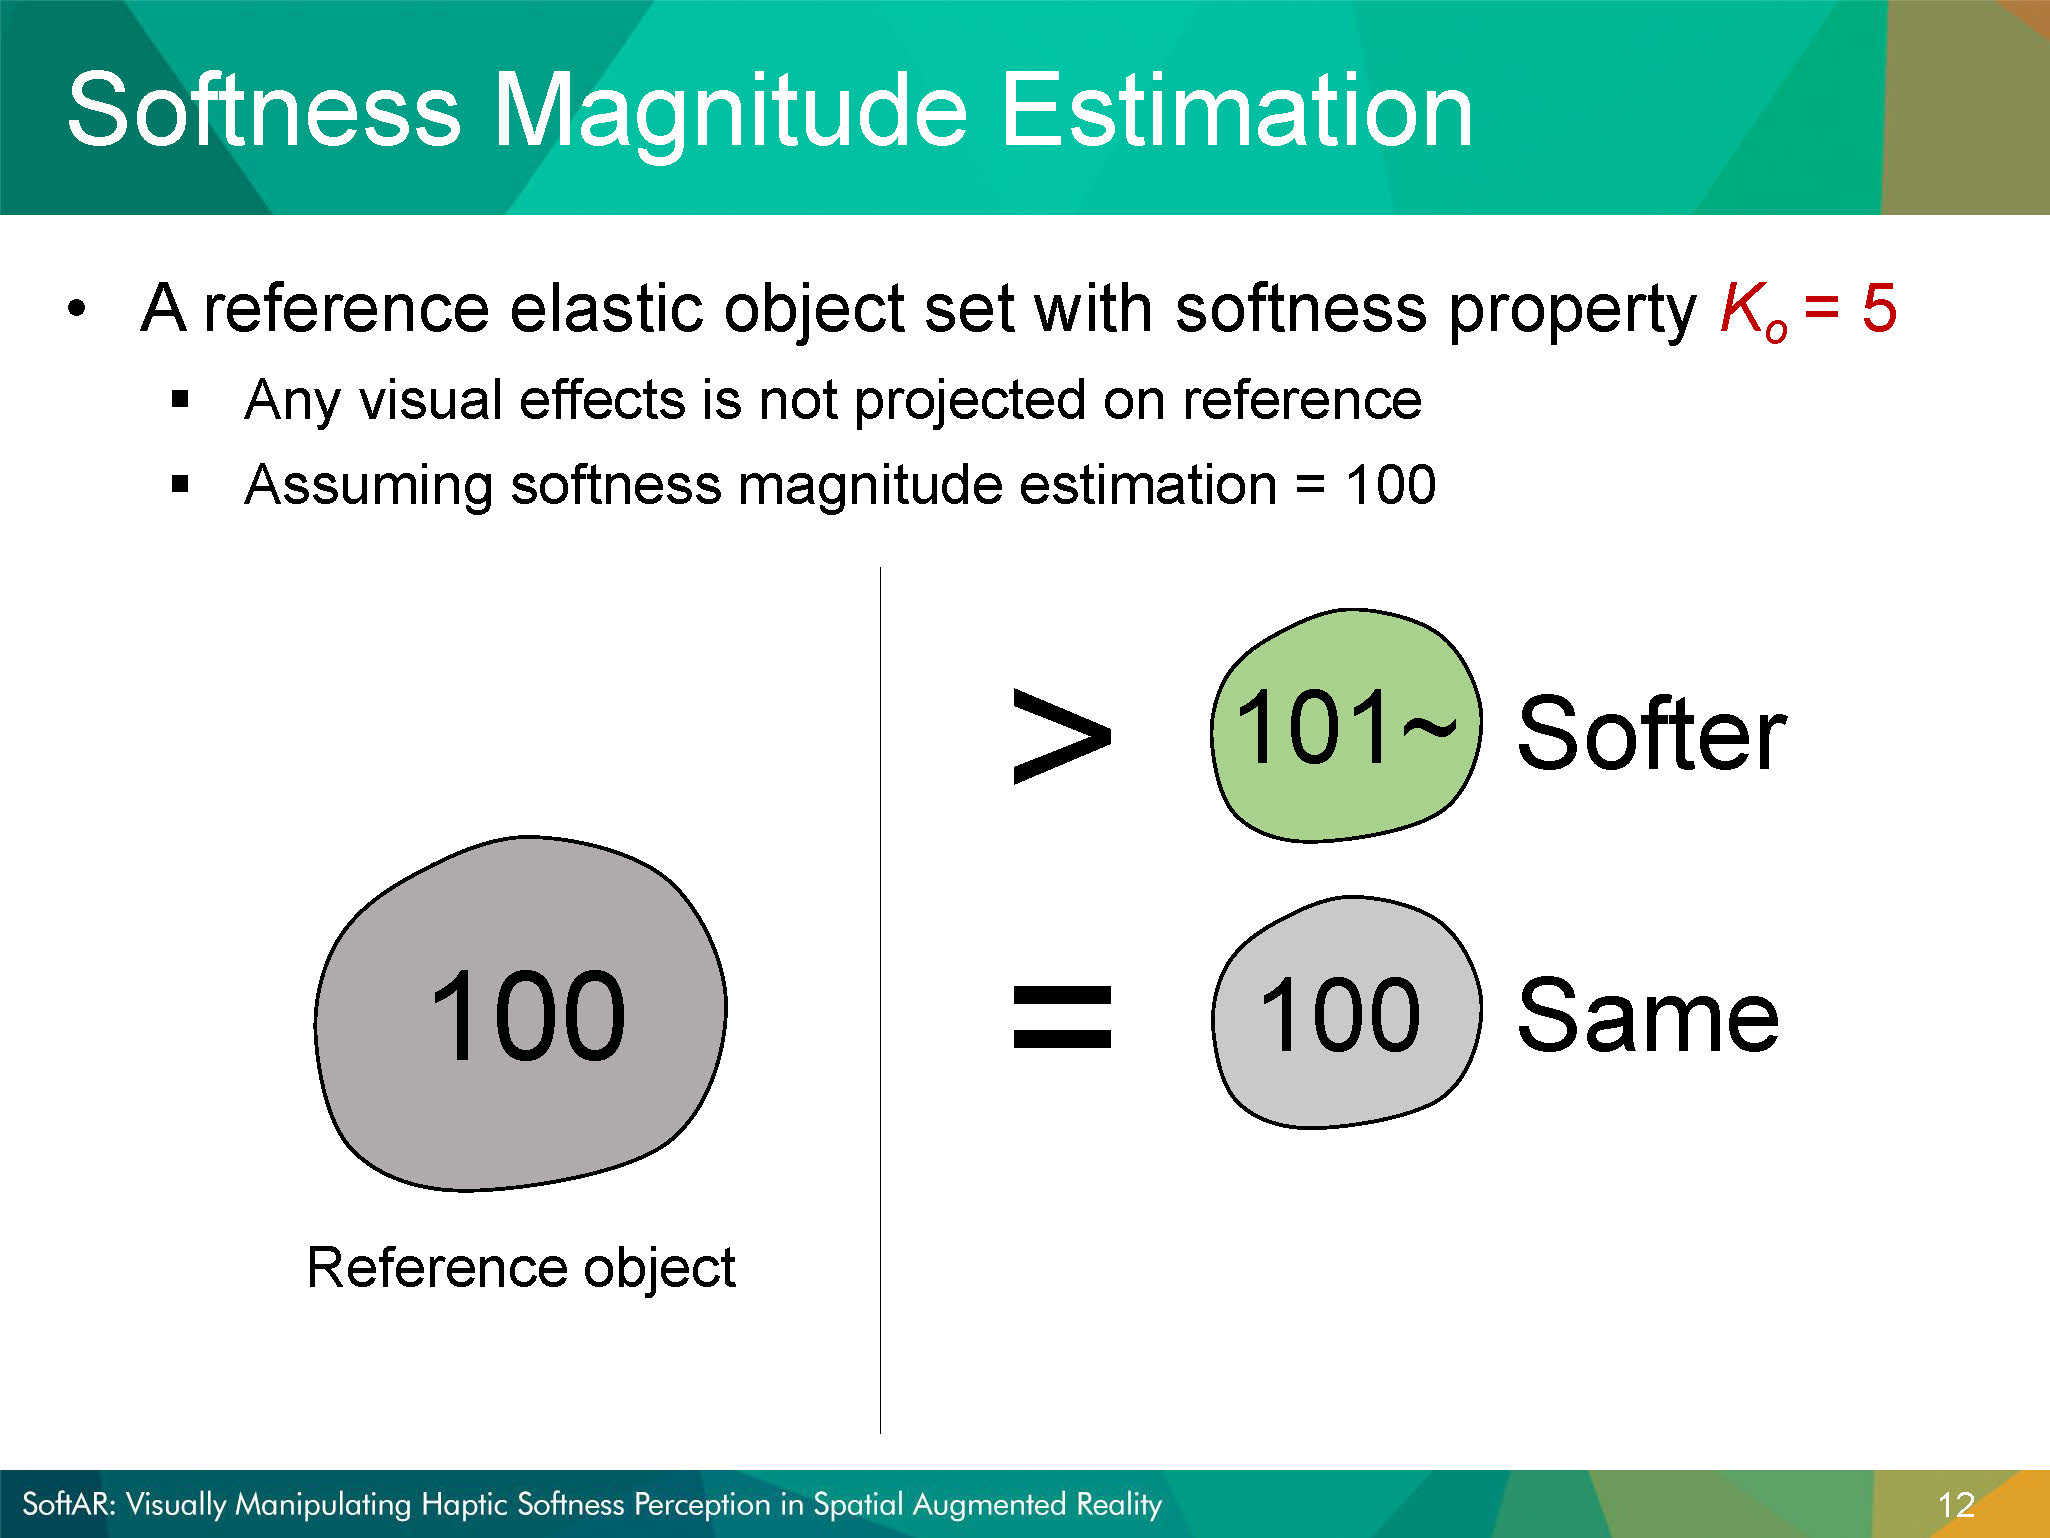 Softness Magnitude Estimation
• A reference elastic object set with softness property Ko = 5
▪ Any visual effects is not projected on reference
▪ Assuming softness magnitude estimation = 100
> 101~ Softer
100
= 100 Same
Reference object
SoftAR: Visually Manipulating Haptic Softness Perception in Spatial Augmented Reality
12